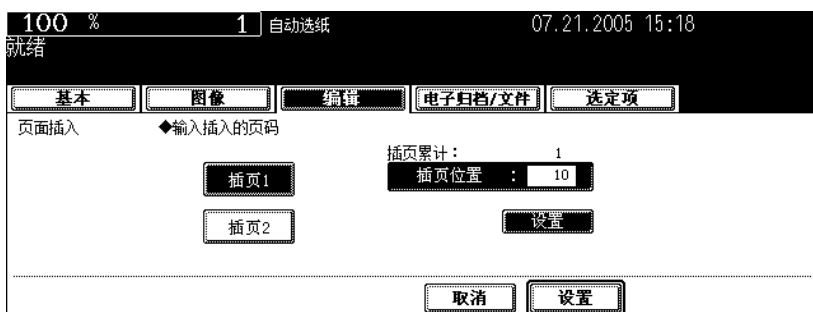 100 % 1 自动选纸 07.21.2005 15:18
就绪
基本 图像 编辑 电子归档/文件 选定项
页面插入 ◆输入插入的页码
插页累计： 1
插页1 插页位置 ： 10
插页2 设置
取消 设置